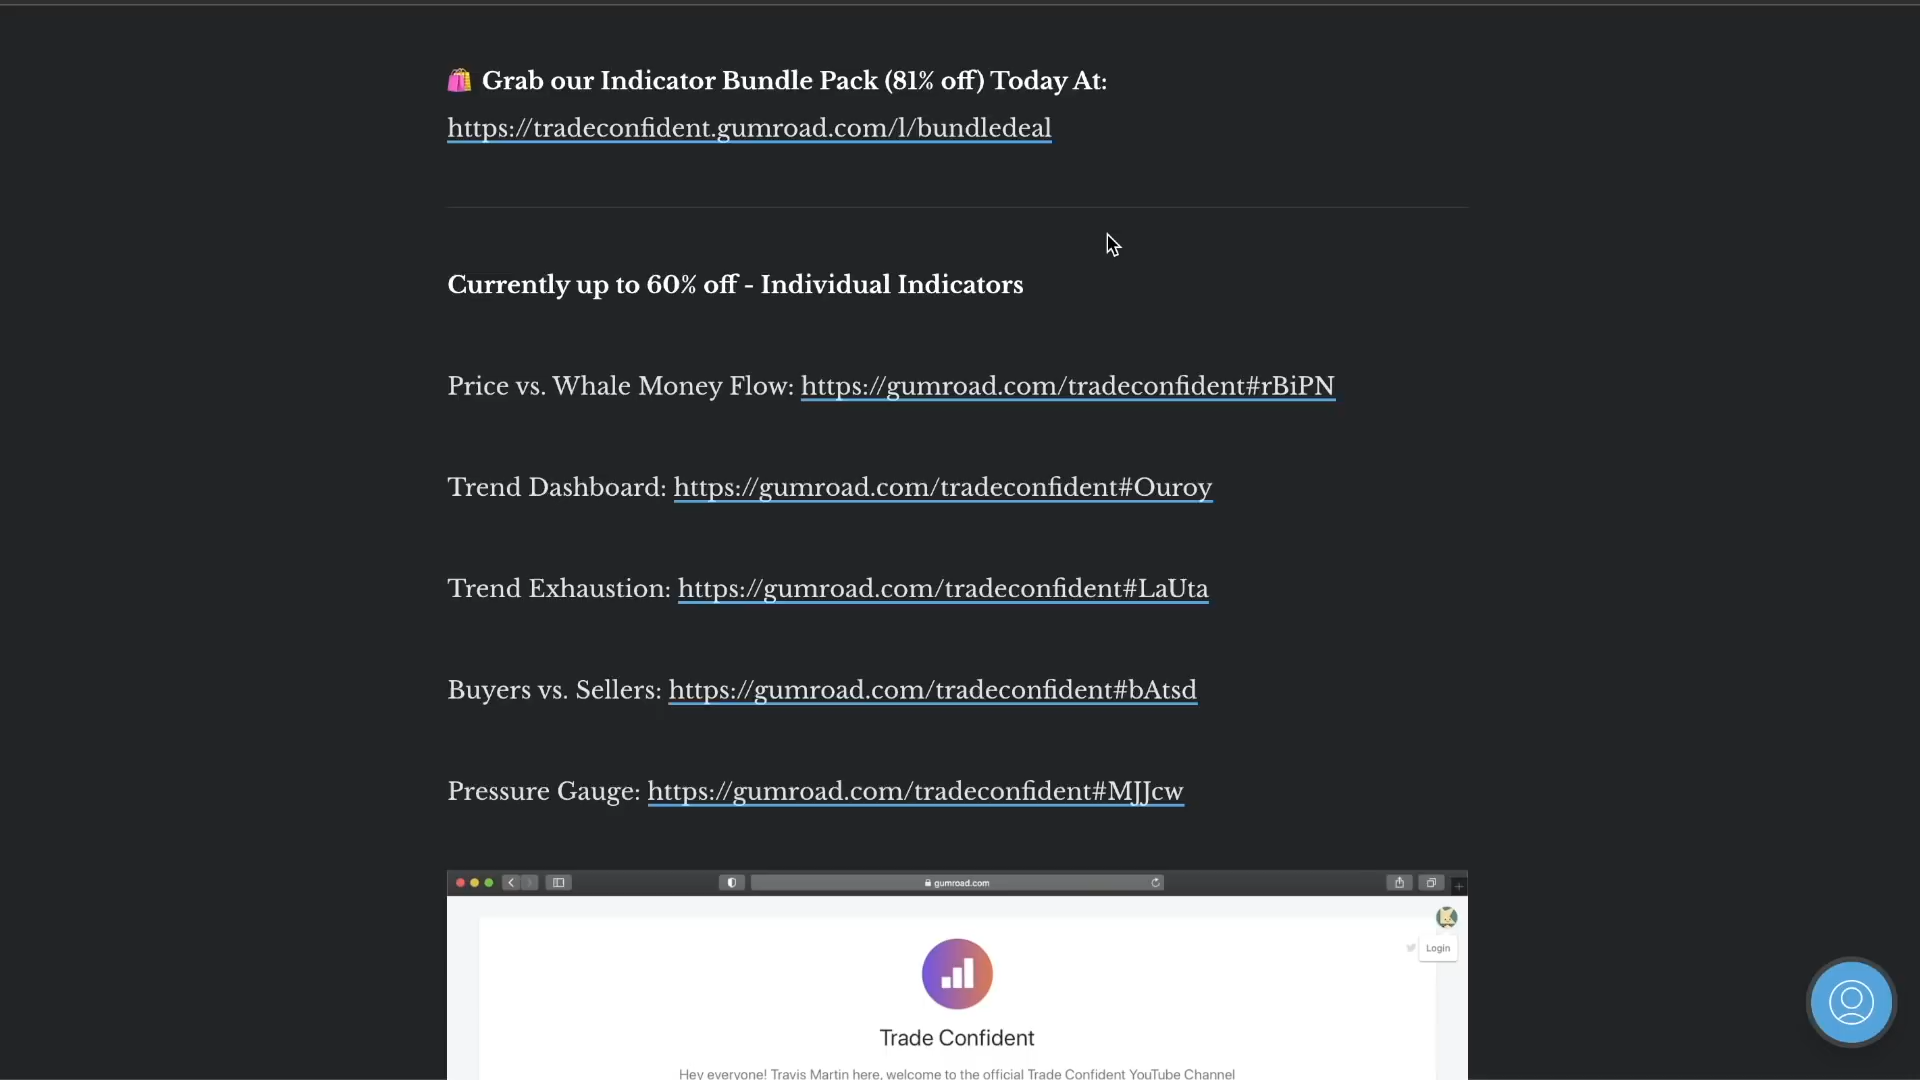 🛍️ Grab our Indicator Bundle Pack (81% off) Today At:
https://tradeconfident.gumroad.com/l/bundledeal
Currently up to 60% off - Individual Indicators
Price vs. Whale Money Flow: https://gumroad.com/tradeconfident#rBiPN
Trend Dashboard: https://gumroad.com/tradeconfident#Ouroy
Trend Exhaustion: https://gumroad.com/tradeconfident#LaUta
Buyers vs. Sellers: https://gumroad.com/tradeconfident#bAtsd
Pressure Gauge: https://gumroad.com/tradeconfident#MJJcw
gumroad.com
Login
Trade Confident
Hey everyone! Travis Martin here, welcome to the official Trade Confident YouTube Channel